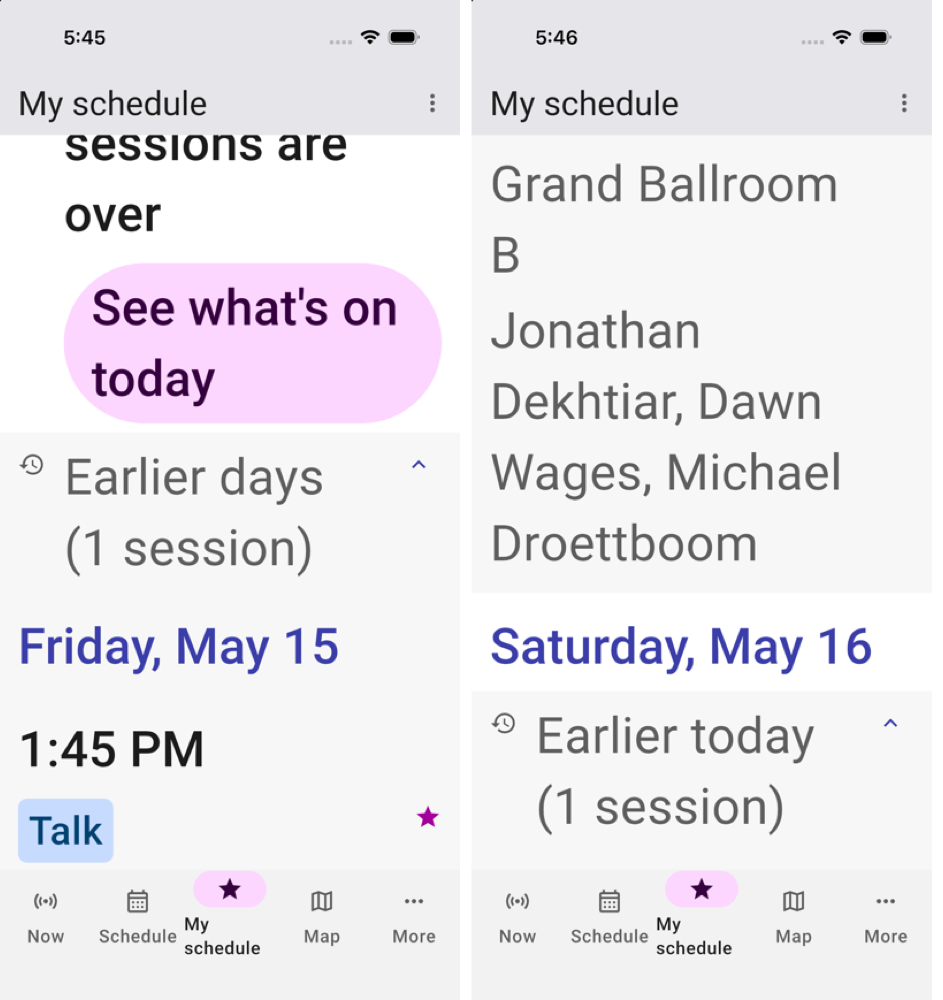 5:45
My schedule
sessions are
over
See what's on
today
Earlier days
(1 session)
Friday, May 15
1:45 PM
Talk
Now
Schedule
My
schedule
Map
More
5:46
My schedule
Grand Ballroom
B
Jonathan
Dekhtiar, Dawn
Wages, Michael
Droettboom
Saturday, May 16
Earlier today
(1 session)
Now
Schedule
My
schedule
Map
More